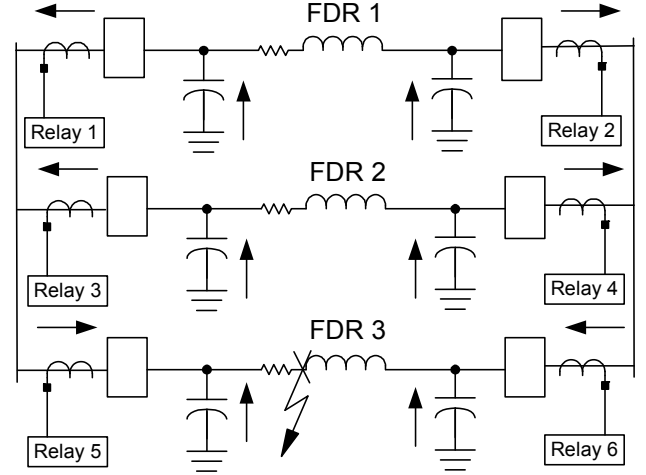 FDR 1
Relay 1
Relay 2
FDR 2
Relay 3
Relay 4
FDR 3
Relay 5
Relay 6